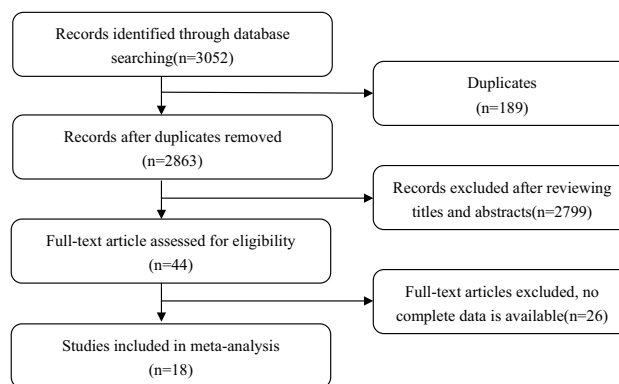 Records identified through database
searching(n=3052)
Duplicates
(n=189)
Records after duplicates removed
(n=2863)
Records excluded after reviewing
titles and abstracts(n=2799)
Full-text article assessed for eligibility
(n=44)
Full-text articles excluded, no
complete data is available(n=26)
Studies included in meta-analysis
(n=18)